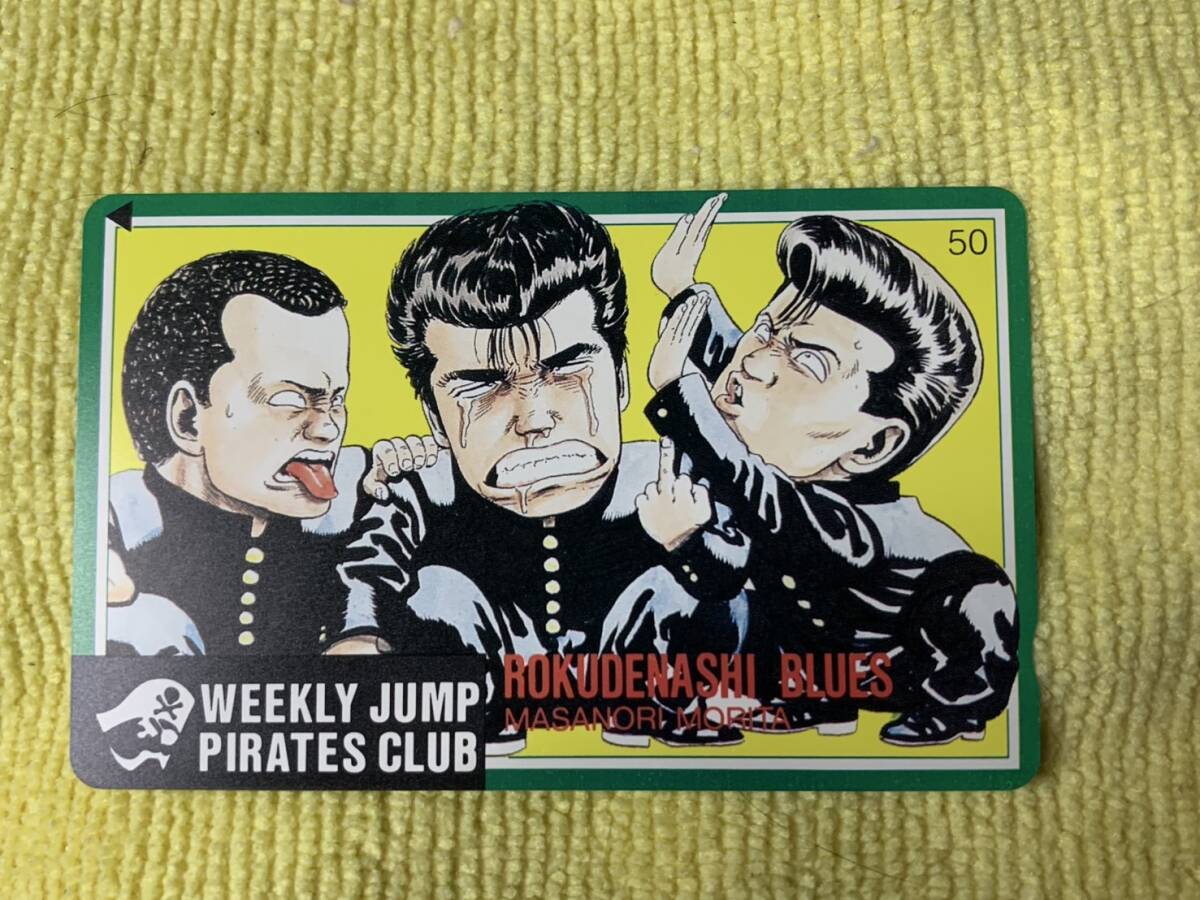 50
ROKUDENASHI BLUES
MASANORI MORITA
WEEKLY JUMP
PIRATES CLUB